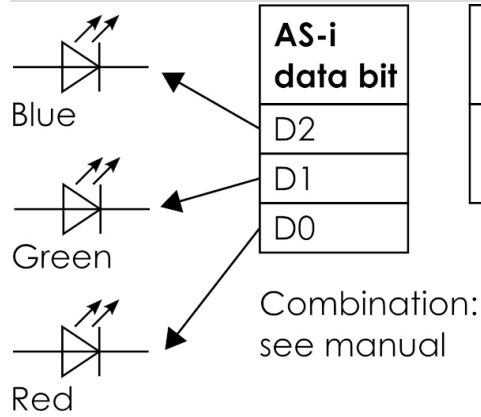 AS-i
data bit
Blue
D2
D1
Green
D0
Combination:
see manual
Red